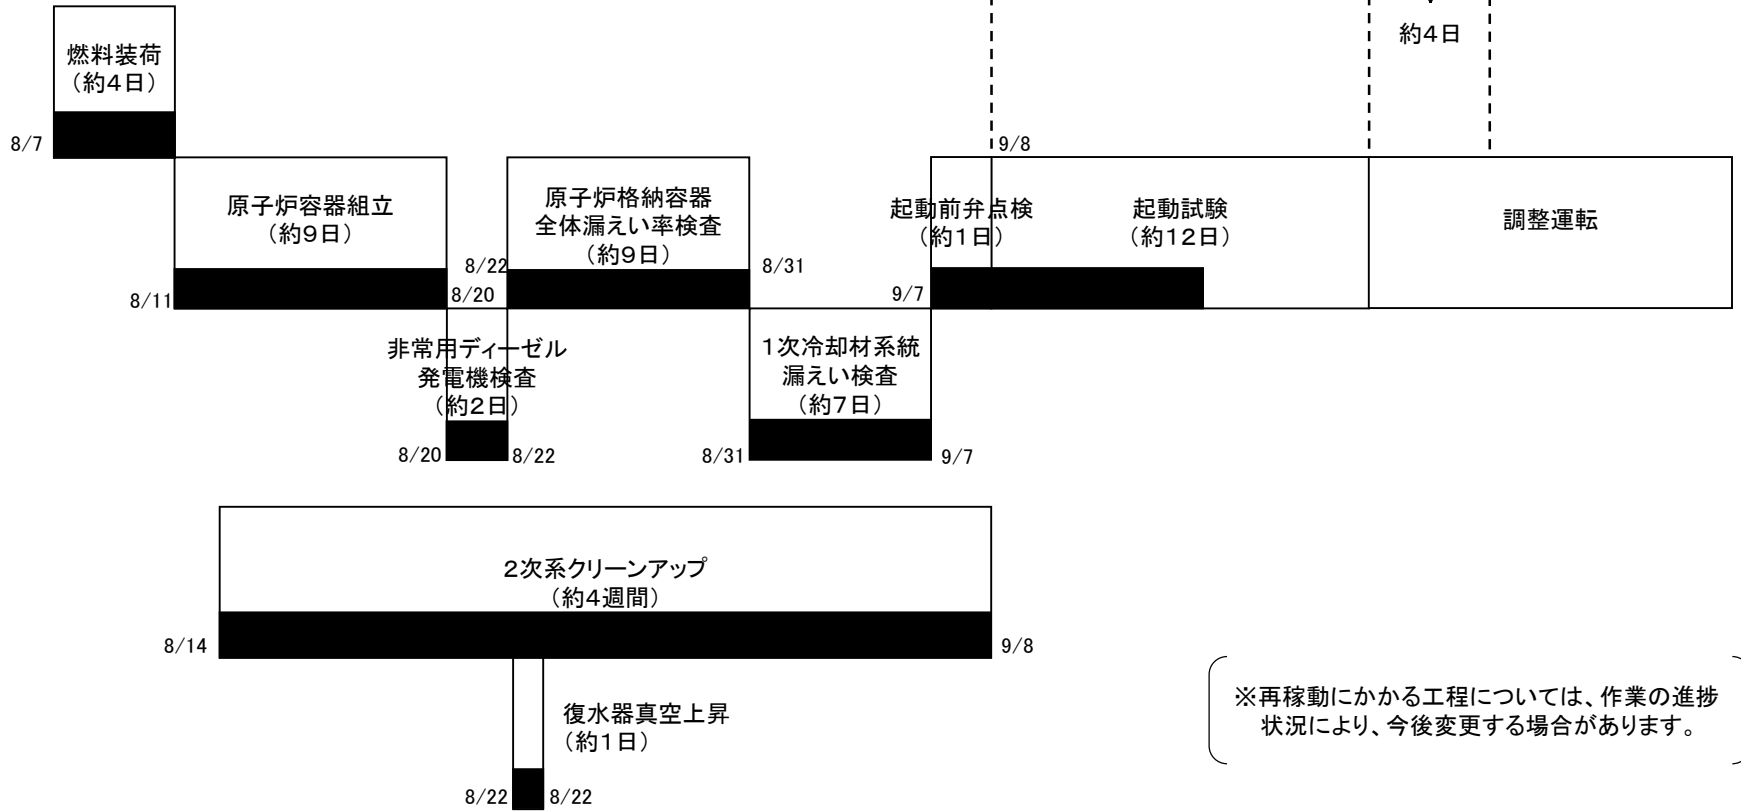 約4日
燃料装荷
（約4日）
8/7
9/8
原子炉容器組立
（約9日）
8/11
8/20
原子炉格納容器
全体漏えい率検査
（約9日）
8/22
8/31
起動前弁点検
（約1日）
9/7
起動試験
（約12日）
調整運転
非常用ディーゼル
発電機検査
（約2日）
8/20
8/22
1次冷却材系統
漏えい検査
（約7日）
8/31
9/7
2次系クリーンアップ
（約4週間）
8/14
9/8
復水器真空上昇
（約1日）
8/22
8/22
※再稼動にかかる工程については、作業の進捗
状況により、今後変更する場合があります。